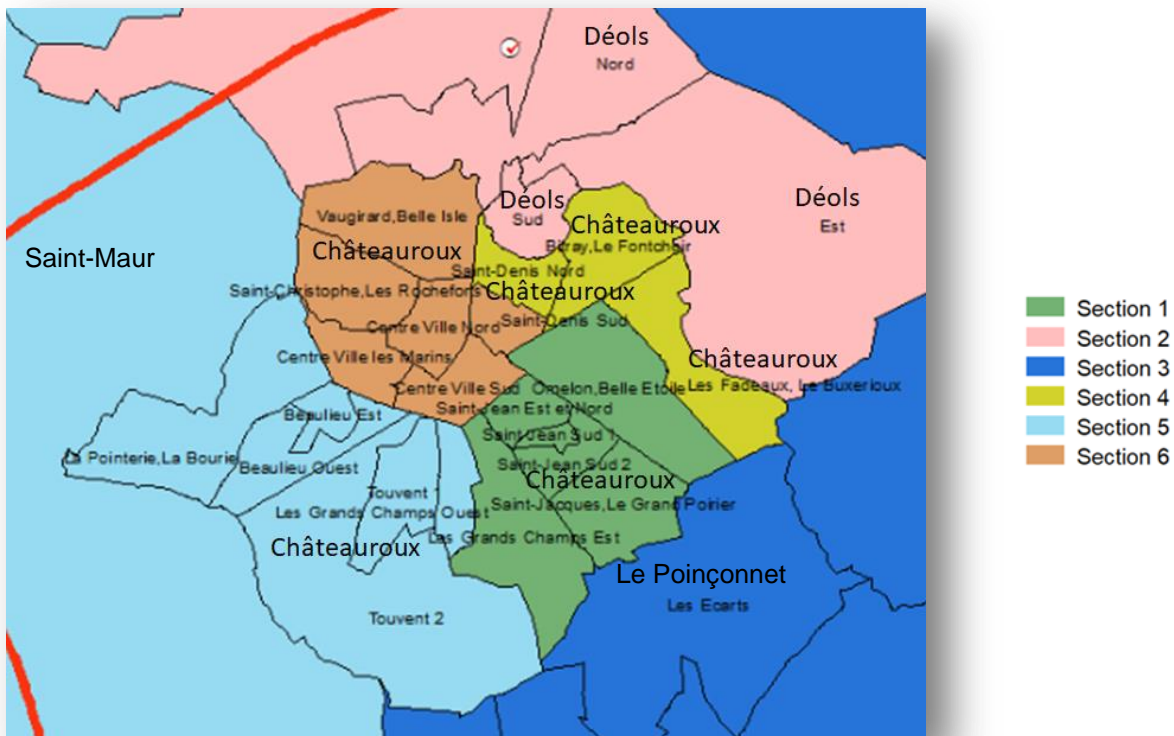 Déols
Nord
Déols
Sud
Déols
Est
Vaugirard,Belle Isle
Châteauroux
Châteauroux
Bitray,Le Fontchoir
Saint-Maur
Saint-Denis Nord
Saint-Christophe,Les Rochefors
Châteauroux
Centre Ville Nord
Saint-Denis Sud
Centre Ville les Marins
Châteauroux
Les Fadeaux, Le Buxerioux
Centre Ville Sud
Omelon,Belle Etoile
Beaulieu Est
Saint-Jean Est et Nord
Saint Jean Sud 1
La Pointerie,La Bourie
Beaulieu Ouest
Saint-Jean Sud 2
Châteauroux
Touvent 1
Les Grands Champs Ouest
Saint-Jacques,Le Grand Poirier
Châteauroux
Les Grands Champs Est
Le Poinçonnet
Les Ecarts
Touvent 2
Section 1
Section 2
Section 3
Section 4
Section 5
Section 6